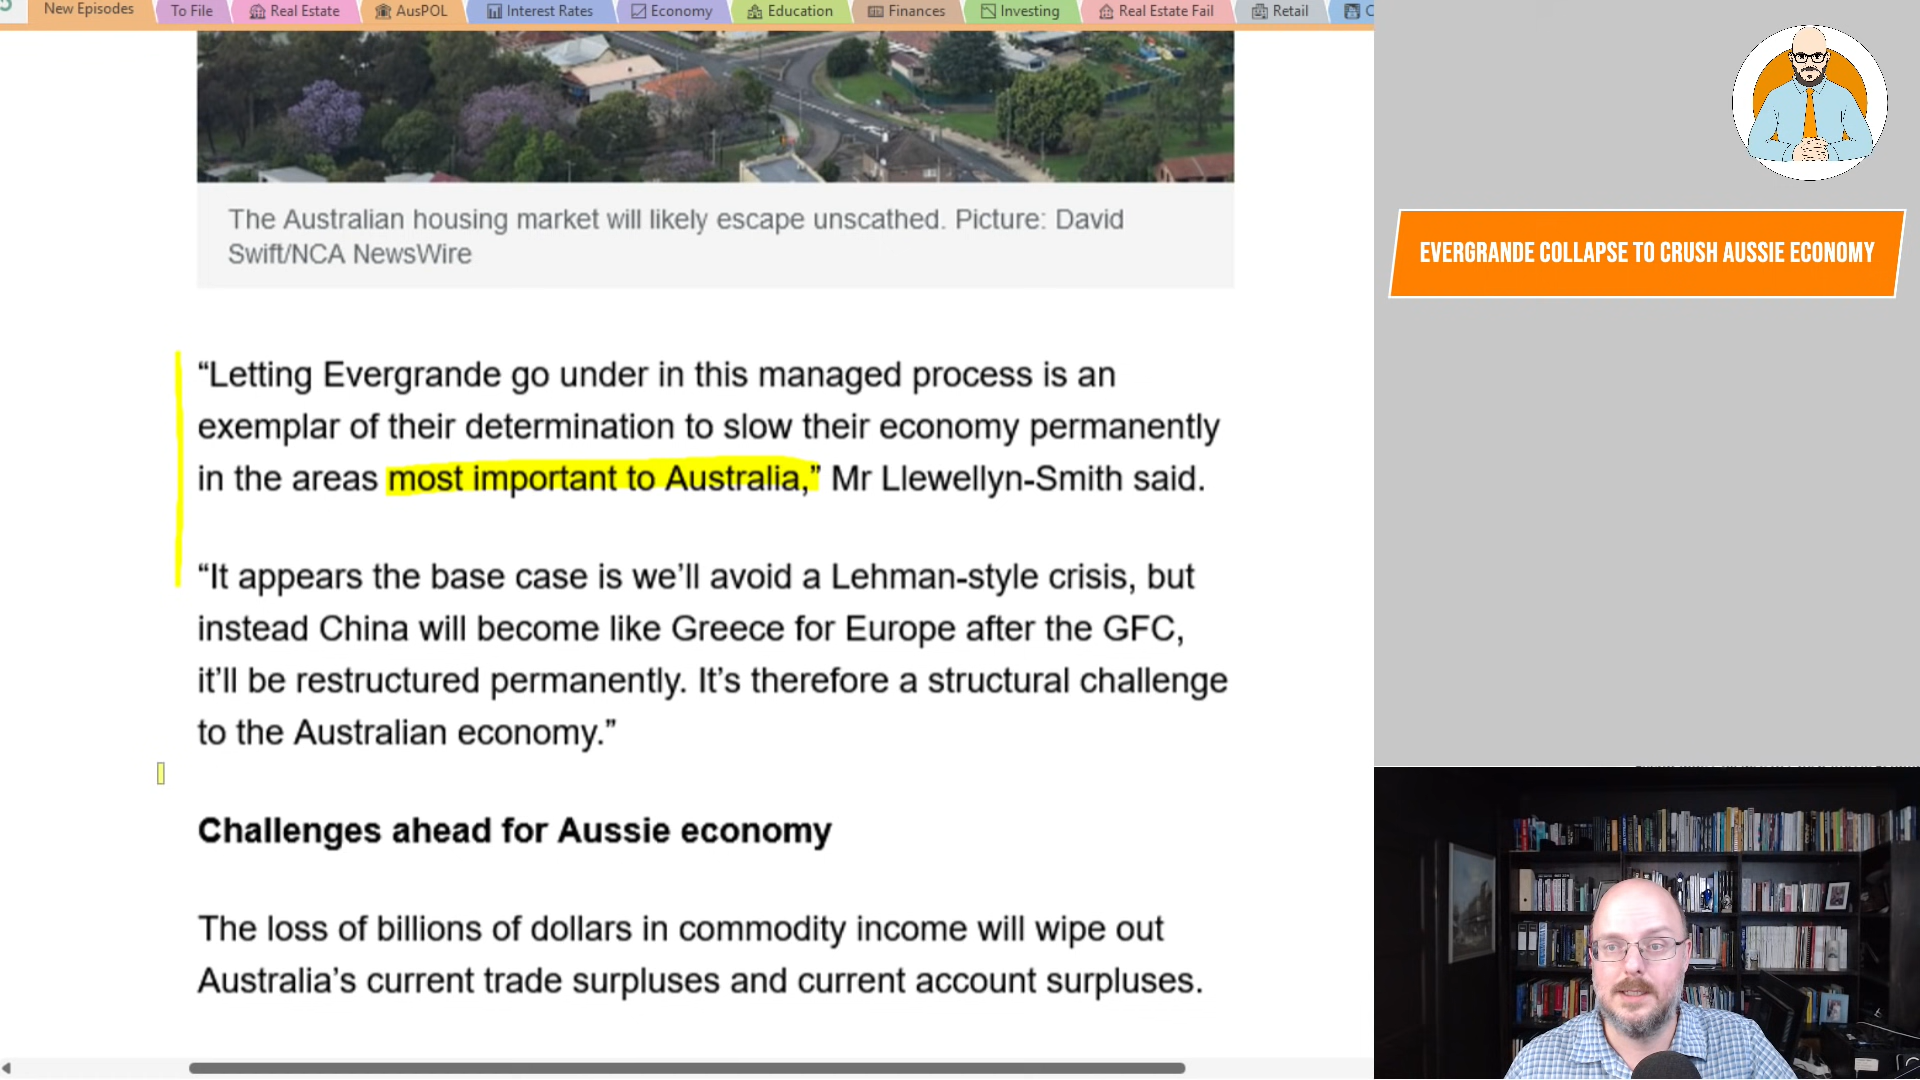 New Episodes
To File
Real Estate
AusPOL
Interest Rates
Economy
Education
Finances
Investing
Real Estate Fail
Retail
The Australian housing market will likely escape unscathed. Picture: David
Swift/NCA NewsWire
EVERGRANDE COLLAPSE TO CRUSH AUSSIE ECONOMY
“Letting Evergrande go under in this managed process is an
exemplar of their determination to slow their economy permanently
in the areas most important to Australia,” Mr Llewellyn-Smith said.
“It appears the base case is we’ll avoid a Lehman-style crisis, but
instead China will become like Greece for Europe after the GFC,
it’ll be restructured permanently. It’s therefore a structural challenge
to the Australian economy.”
Challenges ahead for Aussie economy
The loss of billions of dollars in commodity income will wipe out
Australia’s current trade surpluses and current account surpluses.